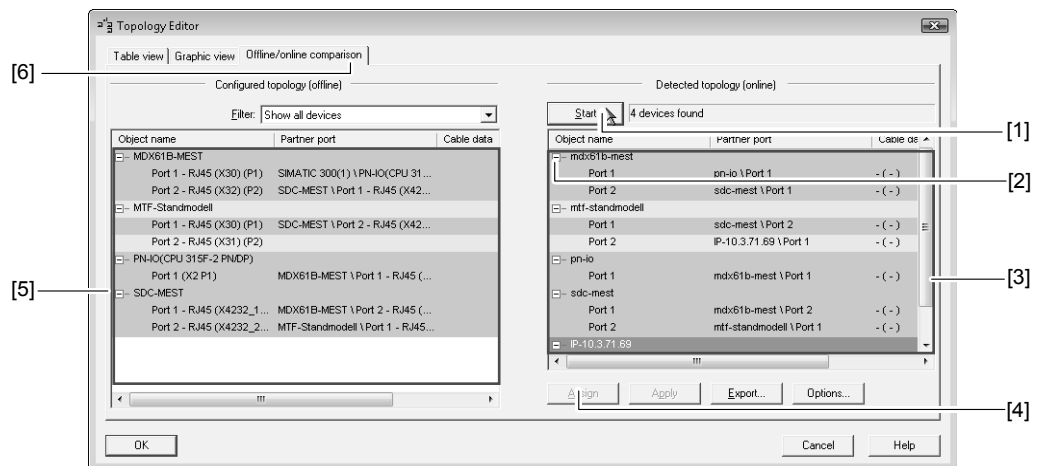 Topology Editor
Table view Graphic view Offline/online comparison
[6]
Configured topology (offline) Detected topology (online)
Filter: Show all devices Start 4 devices found
[1]
Object name Partner port Cable data Object name Partner port
MDX61B-MEST mdx61b-mest
Port 1 - RJ45 (X30) (P1) SIMATIC 300(1) \ PN-IO(CPU 31... Port 1 pn-io \ Port 1 - ( - )
[2]
Port 2 - RJ45 (X32) (P2) SDC-MEST \ Port 1 - RJ45 (X42... Port 2 sdc-mest \ Port 1 - ( - )
MTF-Standmodell mtf-standmodell
Port 1 - RJ45 (X30) (P1) SDC-MEST \ Port 2 - RJ45 (X42... Port 1 sdc-mest \ Port 2 - ( - )
Port 2 - RJ45 (X31) (P2) Port 2 IP-10.3.71.69 \ Port 1 - ( - )
PN-IO(CPU 315F-2 PN/DP) pn-io
Port 1 (X2 P1) MDX61B-MEST \ Port 1 - RJ45 (... Port 1 mdx61b-mest \ Port 1 - ( - )
[3]
[5]
SDC-MEST sdc-mest
Port 1 - RJ45 (X4232_1... MDX61B-MEST \ Port 2 - RJ45 (... Port 1 mdx61b-mest \ Port 2 - ( - )
Port 2 - RJ45 (X4232_2... MTF-Standmodell \ Port 1 - RJ45... Port 2 mtf-standmodell \ Port 1 - ( - )
IP-10.3.71.69
Assign Apply Export... Options...
[4]
OK Cancel Help